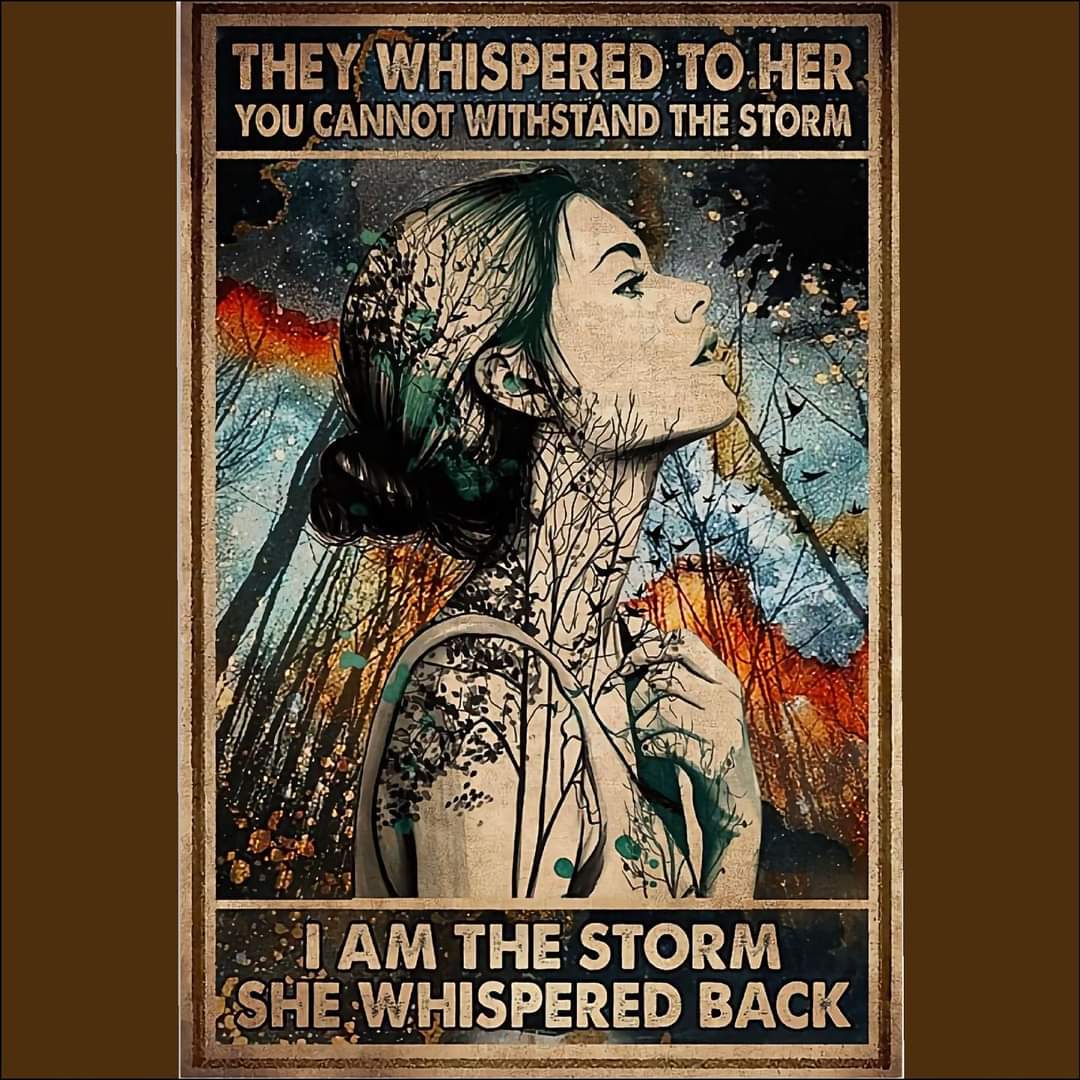 THEY WHISPERED TO HER
YOU CANNOT WITHSTAND THE STORM
I AM THE STORM
SHE WHISPERED BACK